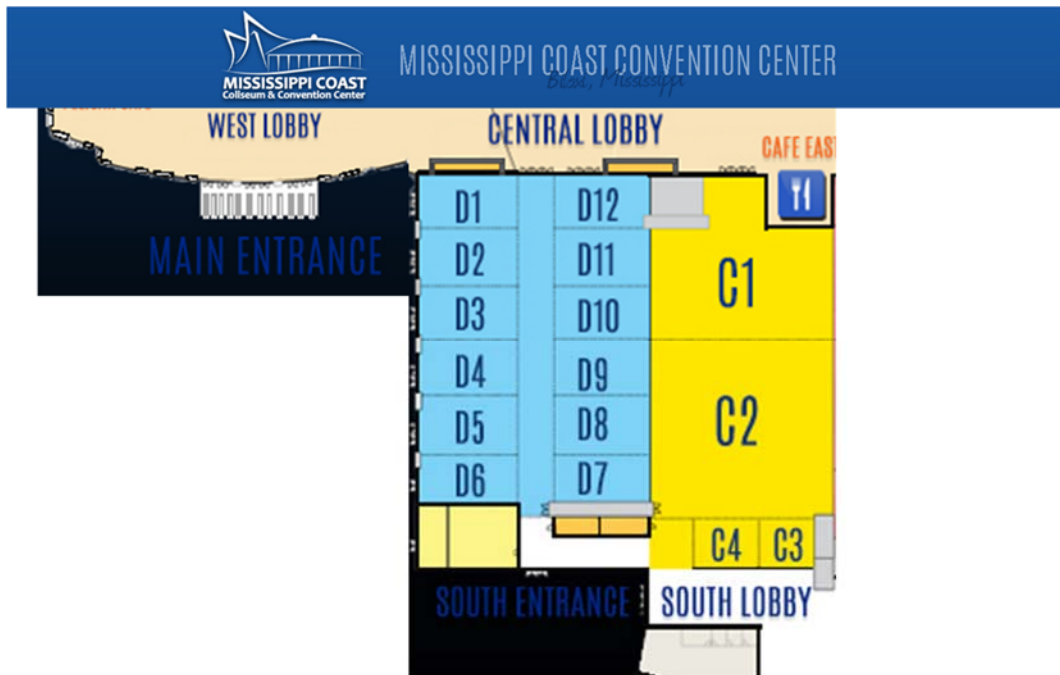 MISSISSIPPI COAST
Coliseum & Convention Center
MISSISSIPPI COAST CONVENTION CENTER
Biloxi, Mississippi
WEST LOBBY
CENTRAL LOBBY
CAFE EAS
MAIN ENTRANCE
D1
D12
D2
D11
C1
D3
D10
D4
D9
D5
D8
C2
D6
D7
C4
C3
SOUTH ENTRANCE
SOUTH LOBBY